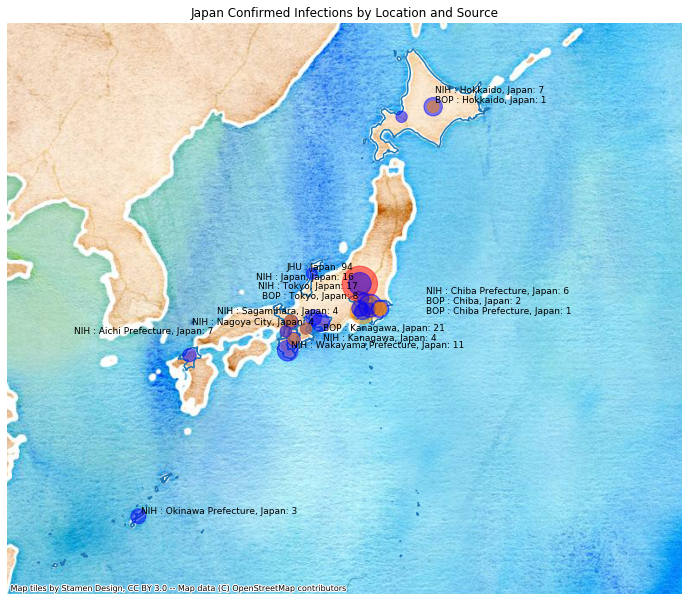 Japan Confirmed Infections by Location and Source
NIH : Hokkaido, Japan: 7
BOP : Hokkaido, Japan: 1
JHU : Japan: 94
NIH : Japan, Japan: 16
NIH : Tokyo, Japan: 17
BOP : Tokyo, Japan: 8
NIH : Chiba Prefecture, Japan: 6
BOP : Chiba, Japan: 2
BOP : Chiba Prefecture, Japan: 1
NIH : Sagamihara, Japan: 4
NIH : Nagoya City, Japan: 4
NIH : Aichi Prefecture, Japan: 7
BOP : Kanagawa, Japan: 21
NIH : Kanagawa, Japan: 4
NIH : Wakayama Prefecture, Japan: 11
NIH : Okinawa Prefecture, Japan: 3
Map tiles by Stamen Design, CC BY 3.0 -- Map data (C) OpenStreetMap contributors